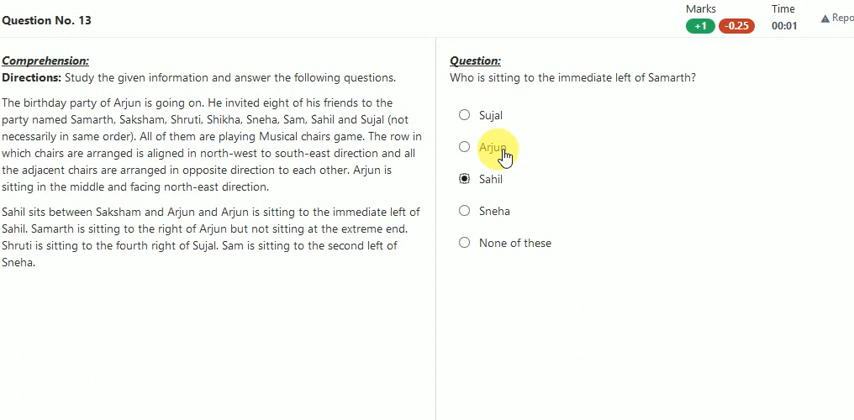 Question No. 13
Marks
Time
+1
-0.25
00:01
Repo
Comprehension:
Directions: Study the given information and answer the following questions.
The birthday party of Arjun is going on. He invited eight of his friends to the
party named Samarth, Saksham, Shruti, Shikha, Sneha, Sam, Sahil and Sujal (not
necessarily in same order). All of them are playing Musical chairs game. The row in
which chairs are arranged is aligned in north-west to south-east direction and all
the adjacent chairs are arranged in opposite direction to each other. Arjun is
sitting in the middle and facing north-east direction.
Sahil sits between Saksham and Arjun and Arjun is sitting to the immediate left of
Sahil. Samarth is sitting to the right of Arjun but not sitting at the extreme end.
Shruti is sitting to the fourth right of Sujal. Sam is sitting to the second left of
Sneha.
Question:
Who is sitting to the immediate left of Samarth?
Sujal
Arjun
Sahil
Sneha
None of these